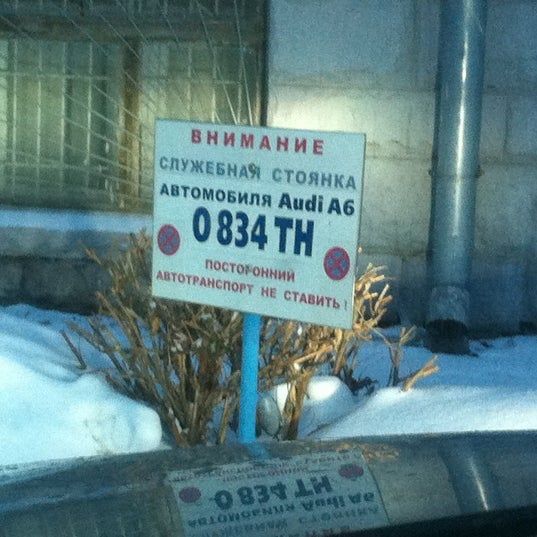 ВНИМАНИЕ
СЛУЖЕБНАЯ СТОЯНКА
АВТОМОБИЛЯ Audi A6
О 834 ТН
ПОСТОРОННИЙ
АВТОТРАНСПОРТ НЕ СТАВИТЬ!